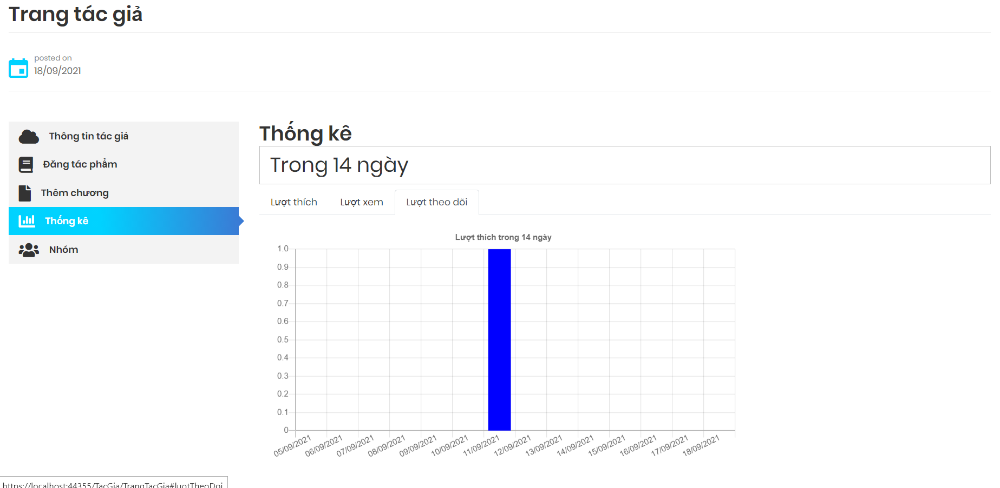 Trang tác giả
posted on
18/09/2021
Thông tin tác giả
Đăng tác phẩm
Thêm chương
Thống kê
Nhóm
Thống kê
Trong 14 ngày
Lượt thích
Lượt xem
Lượt theo dõi
Lượt thích trong 14 ngày
1.0
0.9
0.8
0.7
0.6
0.5
0.4
0.3
0.2
0.1
0
05/09/2021
06/09/2021
07/09/2021
08/09/2021
09/09/2021
10/09/2021
11/09/2021
12/09/2021
13/09/2021
14/09/2021
15/09/2021
16/09/2021
17/09/2021
18/09/2021
https://localhost:44355/TacGia/TrangTacGia#luotTheoDoi